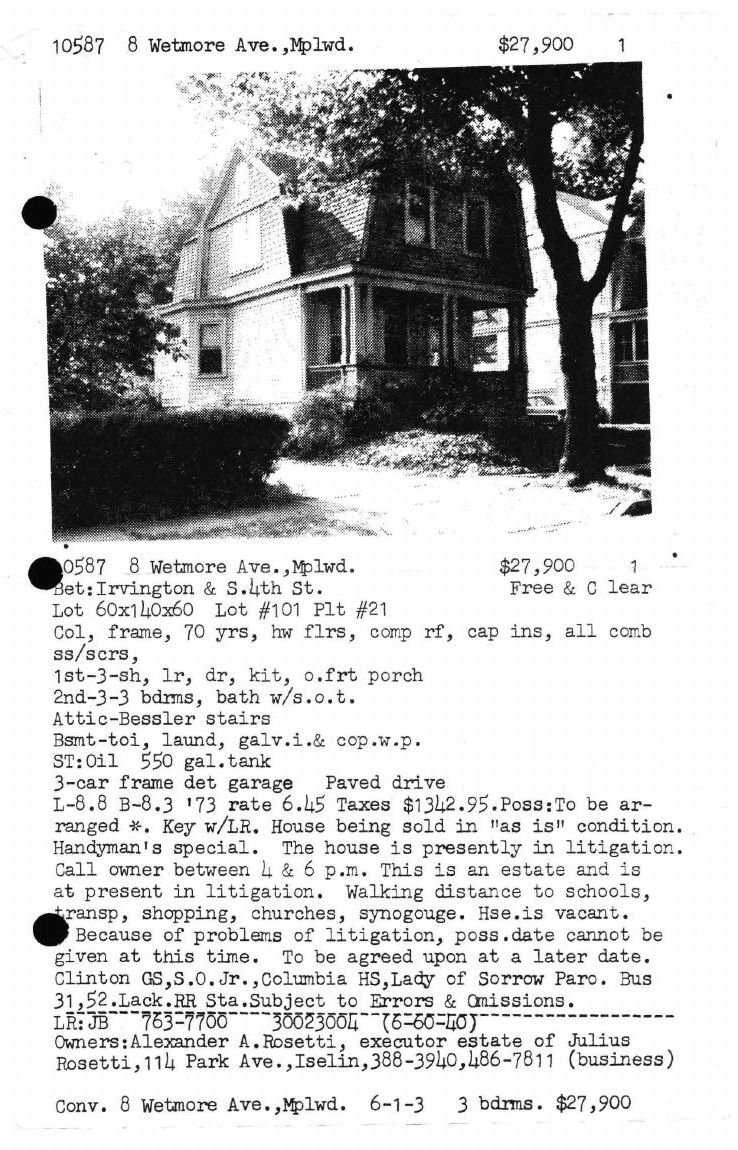 10587 8 Wetmore Ave.,Mplwd. $27,900 1
0587 8 Wetmore Ave.,Mplwd. $27,900 1
Bet:Irvington & S.4th St. Free & C lear
Lot 60x140x60 Lot #101 Plt #21
Col, frame, 70 yrs, hw flrs, comp rf, cap ins, all comb
ss/scrs,
1st-3-sh, lr, dr, kit, o.frt porch
2nd-3-3 bdrms, bath w/s.o.t.
Attic-Bessler stairs
Bsmt-toi, laund, galv.i.& cop.w.p.
ST:Oil 550 gal.tank
3-car frame det garage Paved drive
L-8.8 B-8.3 '73 rate 6.45 Taxes $1342.95.Poss:To be ar-
ranged *. Key w/LR. House being sold in "as is" condition.
Handyman's special. The house is presently in litigation.
Call owner between 4 & 6 p.m. This is an estate and is
at present in litigation. Walking distance to schools,
transp, shopping, churches, synogouge. Hse.is vacant.
Because of problems of litigation, poss.date cannot be
given at this time. To be agreed upon at a later date.
Clinton GS,S.O.Jr.,Columbia HS,Lady of Sorrow Paro. Bus
31,52.Lack.RR Sta.Subject to Errors & Omissions.
LR:JB 763-7700 30023004 (6-60-40)
Owners:Alexander A.Rosetti, executor estate of Julius
Rosetti,114 Park Ave.,Iselin,388-3940,486-7811 (business)
Conv. 8 Wetmore Ave.,Mplwd. 6-1-3 3 bdrms. $27,900